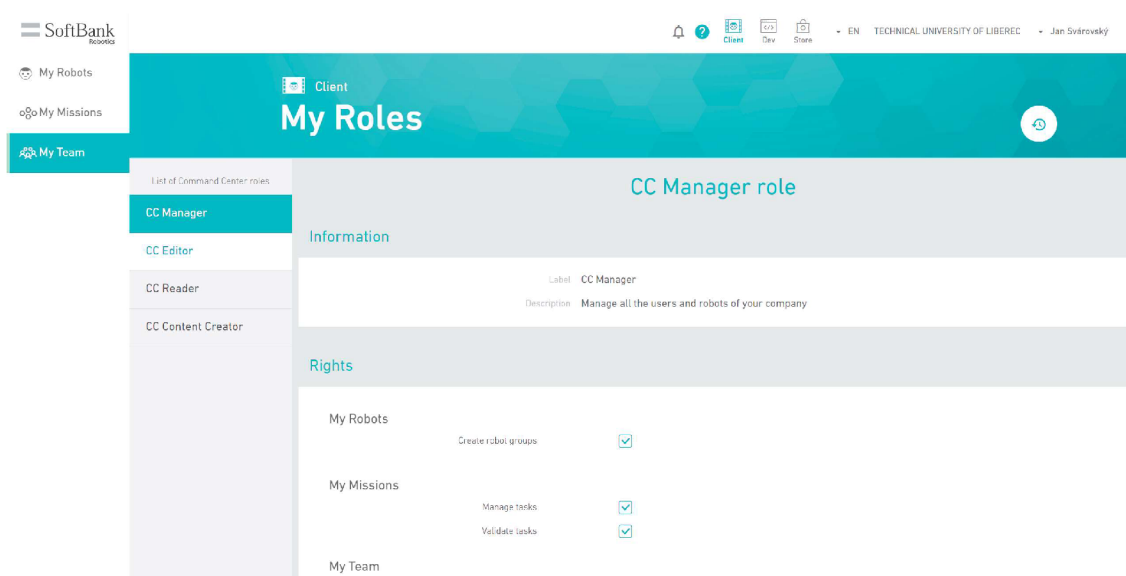 SoftBank
Robotics
Client
Dev
Store
EN
TECHNICAL UNIVERSITY OF LIBEREC
Jan Svárovský
My Robots
My Missions
My Team
Client
My Roles
List of Command Center roles
CC Manager
CC Editor
CC Reader
CC Content Creator
CC Manager role
Information
Label CC Manager
Description Manage all the users and robots of your company
Rights
My Robots
Create robot groups
My Missions
Manage tasks
Validate tasks
My Team